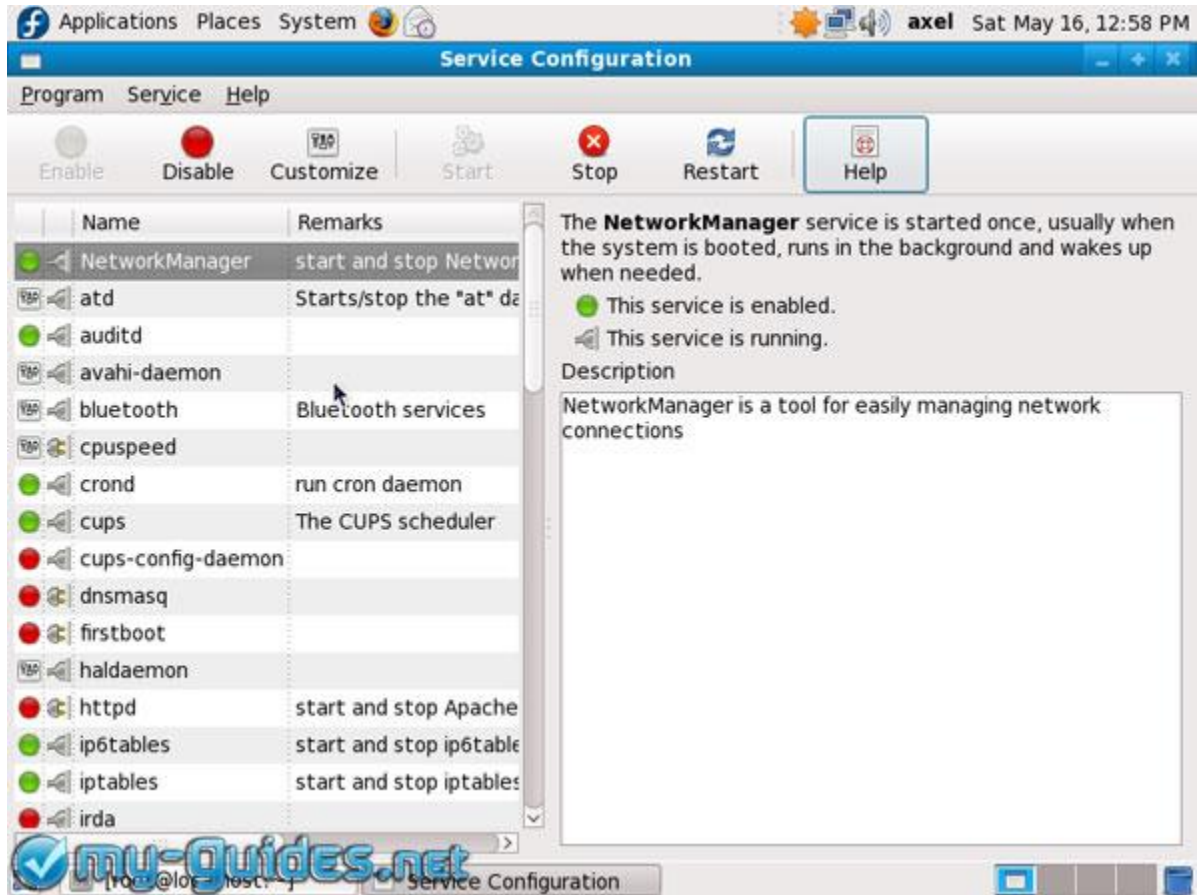 Applications Places System axel Sat May 16, 12:58 PM
Service Configuration
Program Service Help
Enable Disable Customize Start Stop Restart Help
Name Remarks
NetworkManager start and stop Networ
atd Starts/stop the "at" da
auditd
avahi-daemon
bluetooth Bluetooth services
cpuspeed
crond run cron daemon
cups The CUPS scheduler
cups-config-daemon
dnsmasq
firstboot
haldaemon
httpd start and stop Apache
ip6tables start and stop ip6table
iptables start and stop iptables
irda
The NetworkManager service is started once, usually when
the system is booted, runs in the background and wakes up
when needed.
This service is enabled.
This service is running.
Description
NetworkManager is a tool for easily managing network
connections
my-guides.net
Service Configuration